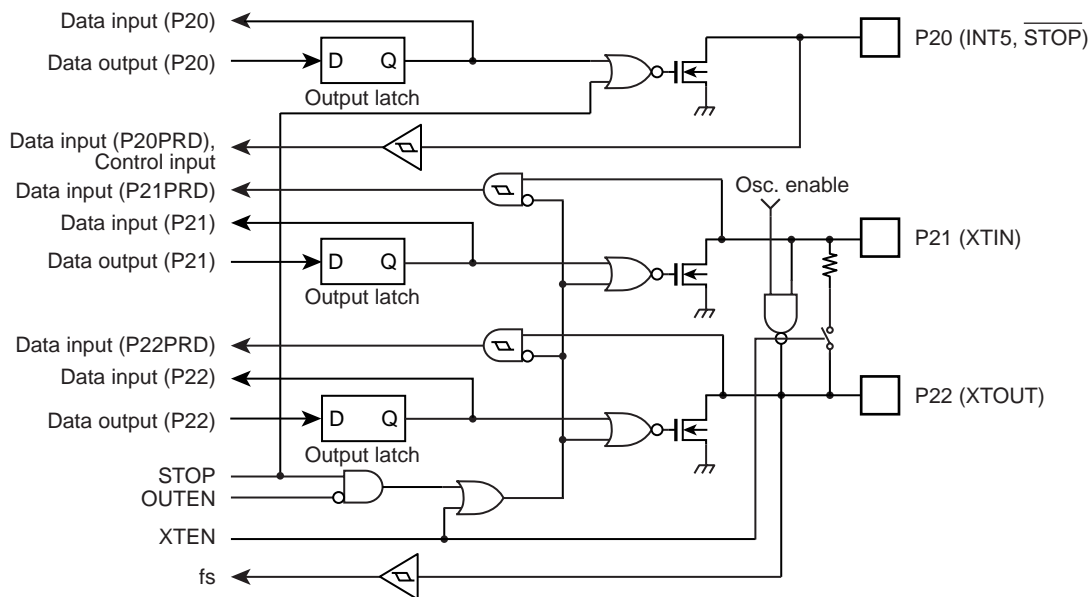 Data input (P20)
Data output (P20)
D Q
Output latch
P20 (INT5, STOP)
Data input (P20PRD),
Control input
Data input (P21PRD)
Osc. enable
Data input (P21)
P21 (XTIN)
Data output (P21)
D Q
Output latch
Data input (P22PRD)
Data input (P22)
P22 (XTOUT)
Data output (P22)
D Q
Output latch
STOP
OUTEN
XTEN
fs